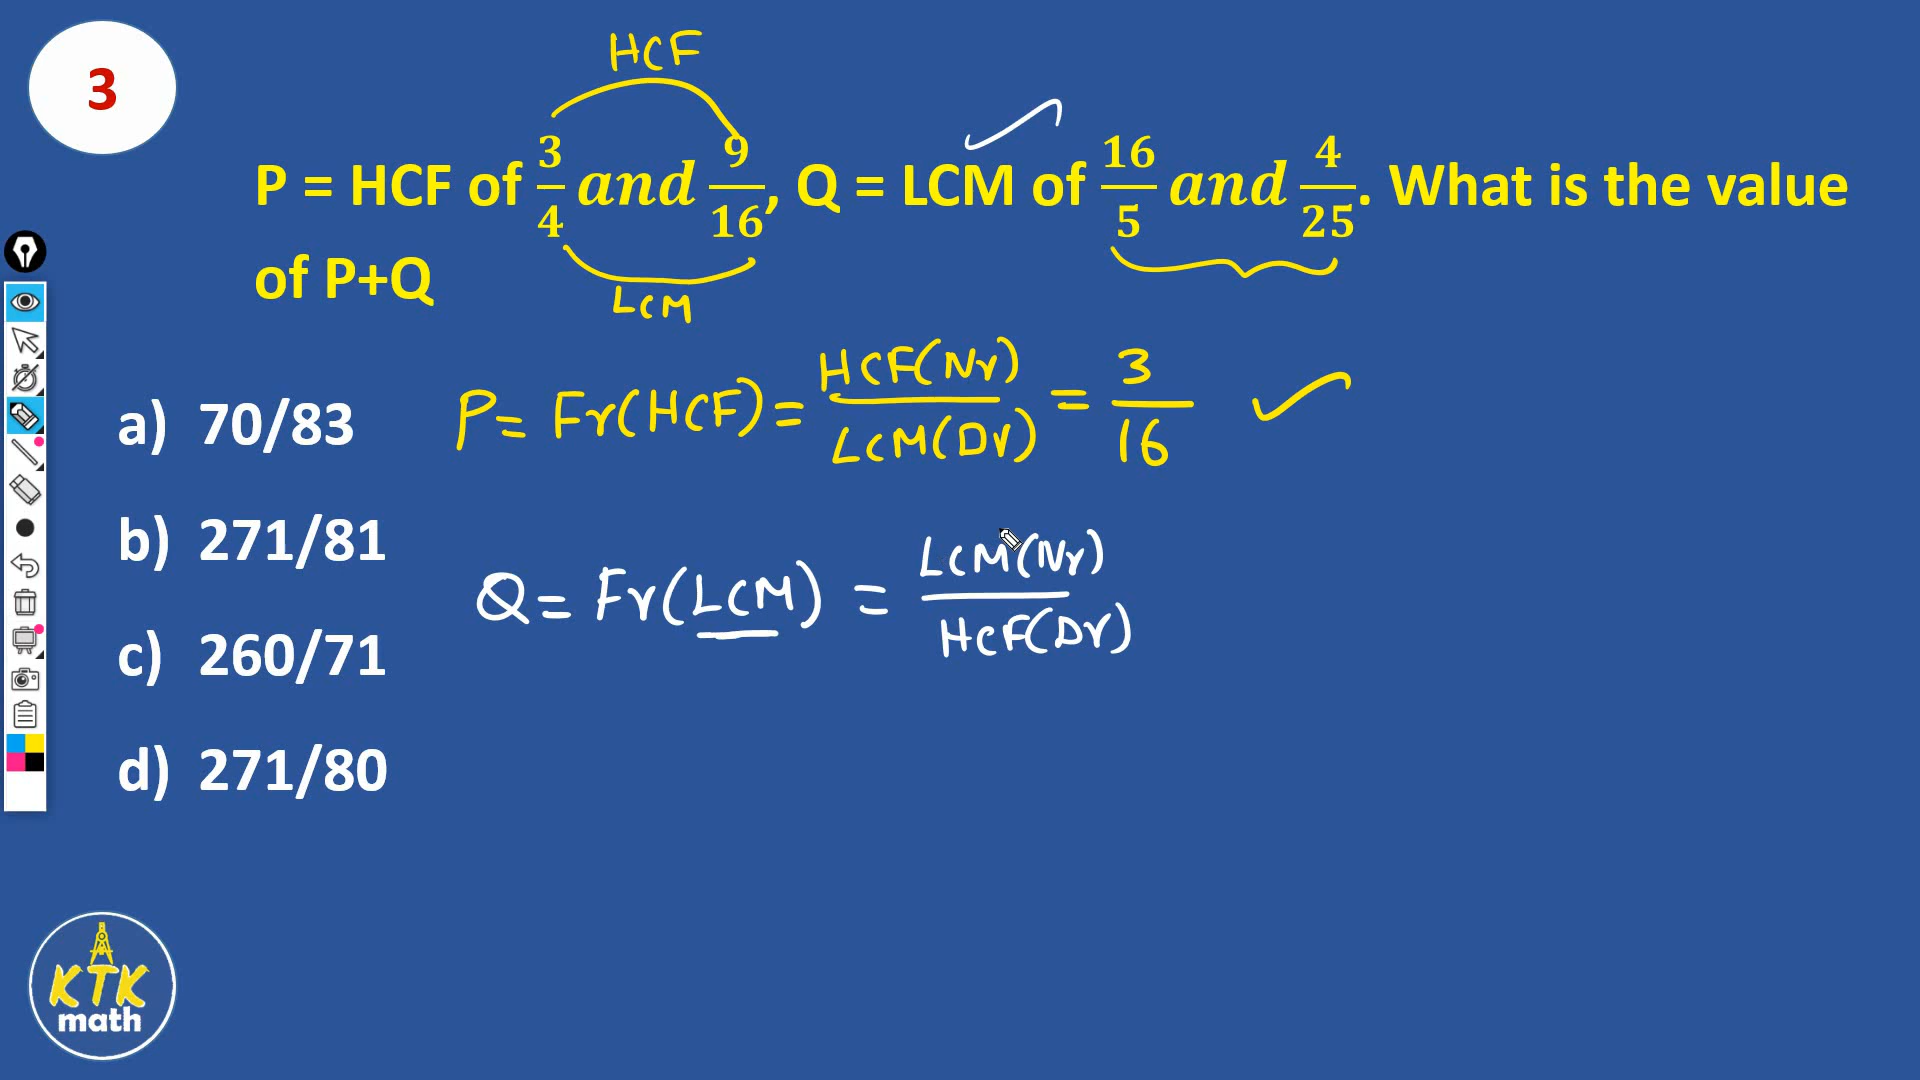 3
HCF
P = HCF of 3/4 and 9/16, Q = LCM of 16/5 and 4/25. What is the value
of P+Q
LCM
P = Fr(HCF) = HCF(Nr)/LCM(Dr) = 3/16
a) 70/83
b) 271/81
Q = Fr(LCM) = LCM(Nr)/HCF(Dr)
c) 260/71
d) 271/80
KTK
math